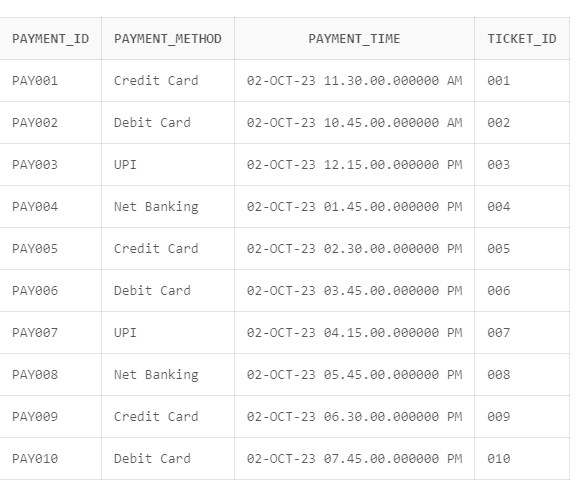 PAYMENT_ID PAYMENT_METHOD PAYMENT_TIME TICKET_ID
PAY001 Credit Card 02-OCT-23 11.30.00.000000 AM 001
PAY002 Debit Card 02-OCT-23 10.45.00.000000 AM 002
PAY003 UPI 02-OCT-23 12.15.00.000000 PM 003
PAY004 Net Banking 02-OCT-23 01.45.00.000000 PM 004
PAY005 Credit Card 02-OCT-23 02.30.00.000000 PM 005
PAY006 Debit Card 02-OCT-23 03.45.00.000000 PM 006
PAY007 UPI 02-OCT-23 04.15.00.000000 PM 007
PAY008 Net Banking 02-OCT-23 05.45.00.000000 PM 008
PAY009 Credit Card 02-OCT-23 06.30.00.000000 PM 009
PAY010 Debit Card 02-OCT-23 07.45.00.000000 PM 010